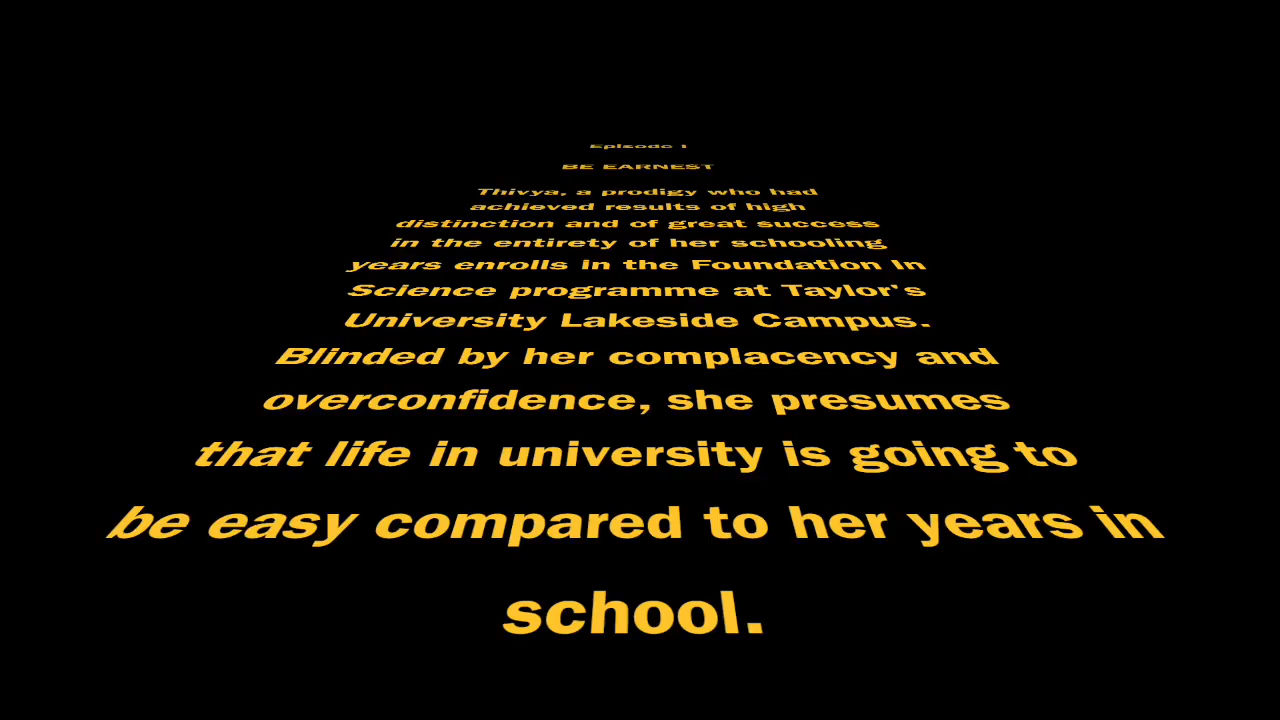 Episode I
BE EARNEST
Thivya, a prodigy who had
achieved results of high
distinction and of great success
in the entirety of her schooling
years enrolls in the Foundation In
Science programme at Taylor's
University Lakeside Campus.
Blinded by her complacency and
overconfidence, she presumes
that life in university is going to
be easy compared to her years in
school.